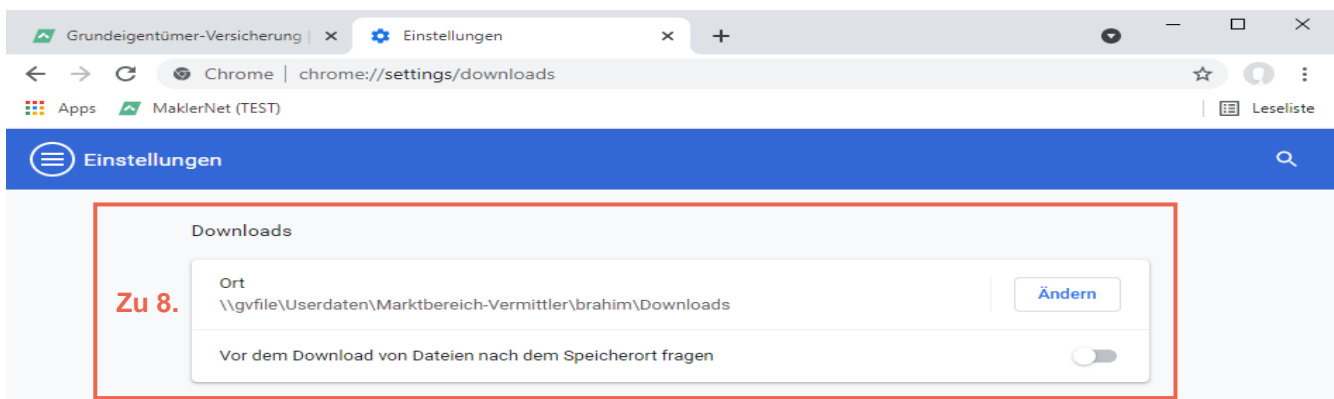 Grundeigentümer-Versicherung |
Einstellungen
Chrome | chrome://settings/downloads
Apps MaklerNet (TEST) Leseliste
Einstellungen
Downloads
Ort
\\gvfile\Userdaten\Marktbereich-Vermittler\brahim\Downloads
Ändern
Zu 8.
Vor dem Download von Dateien nach dem Speicherort fragen